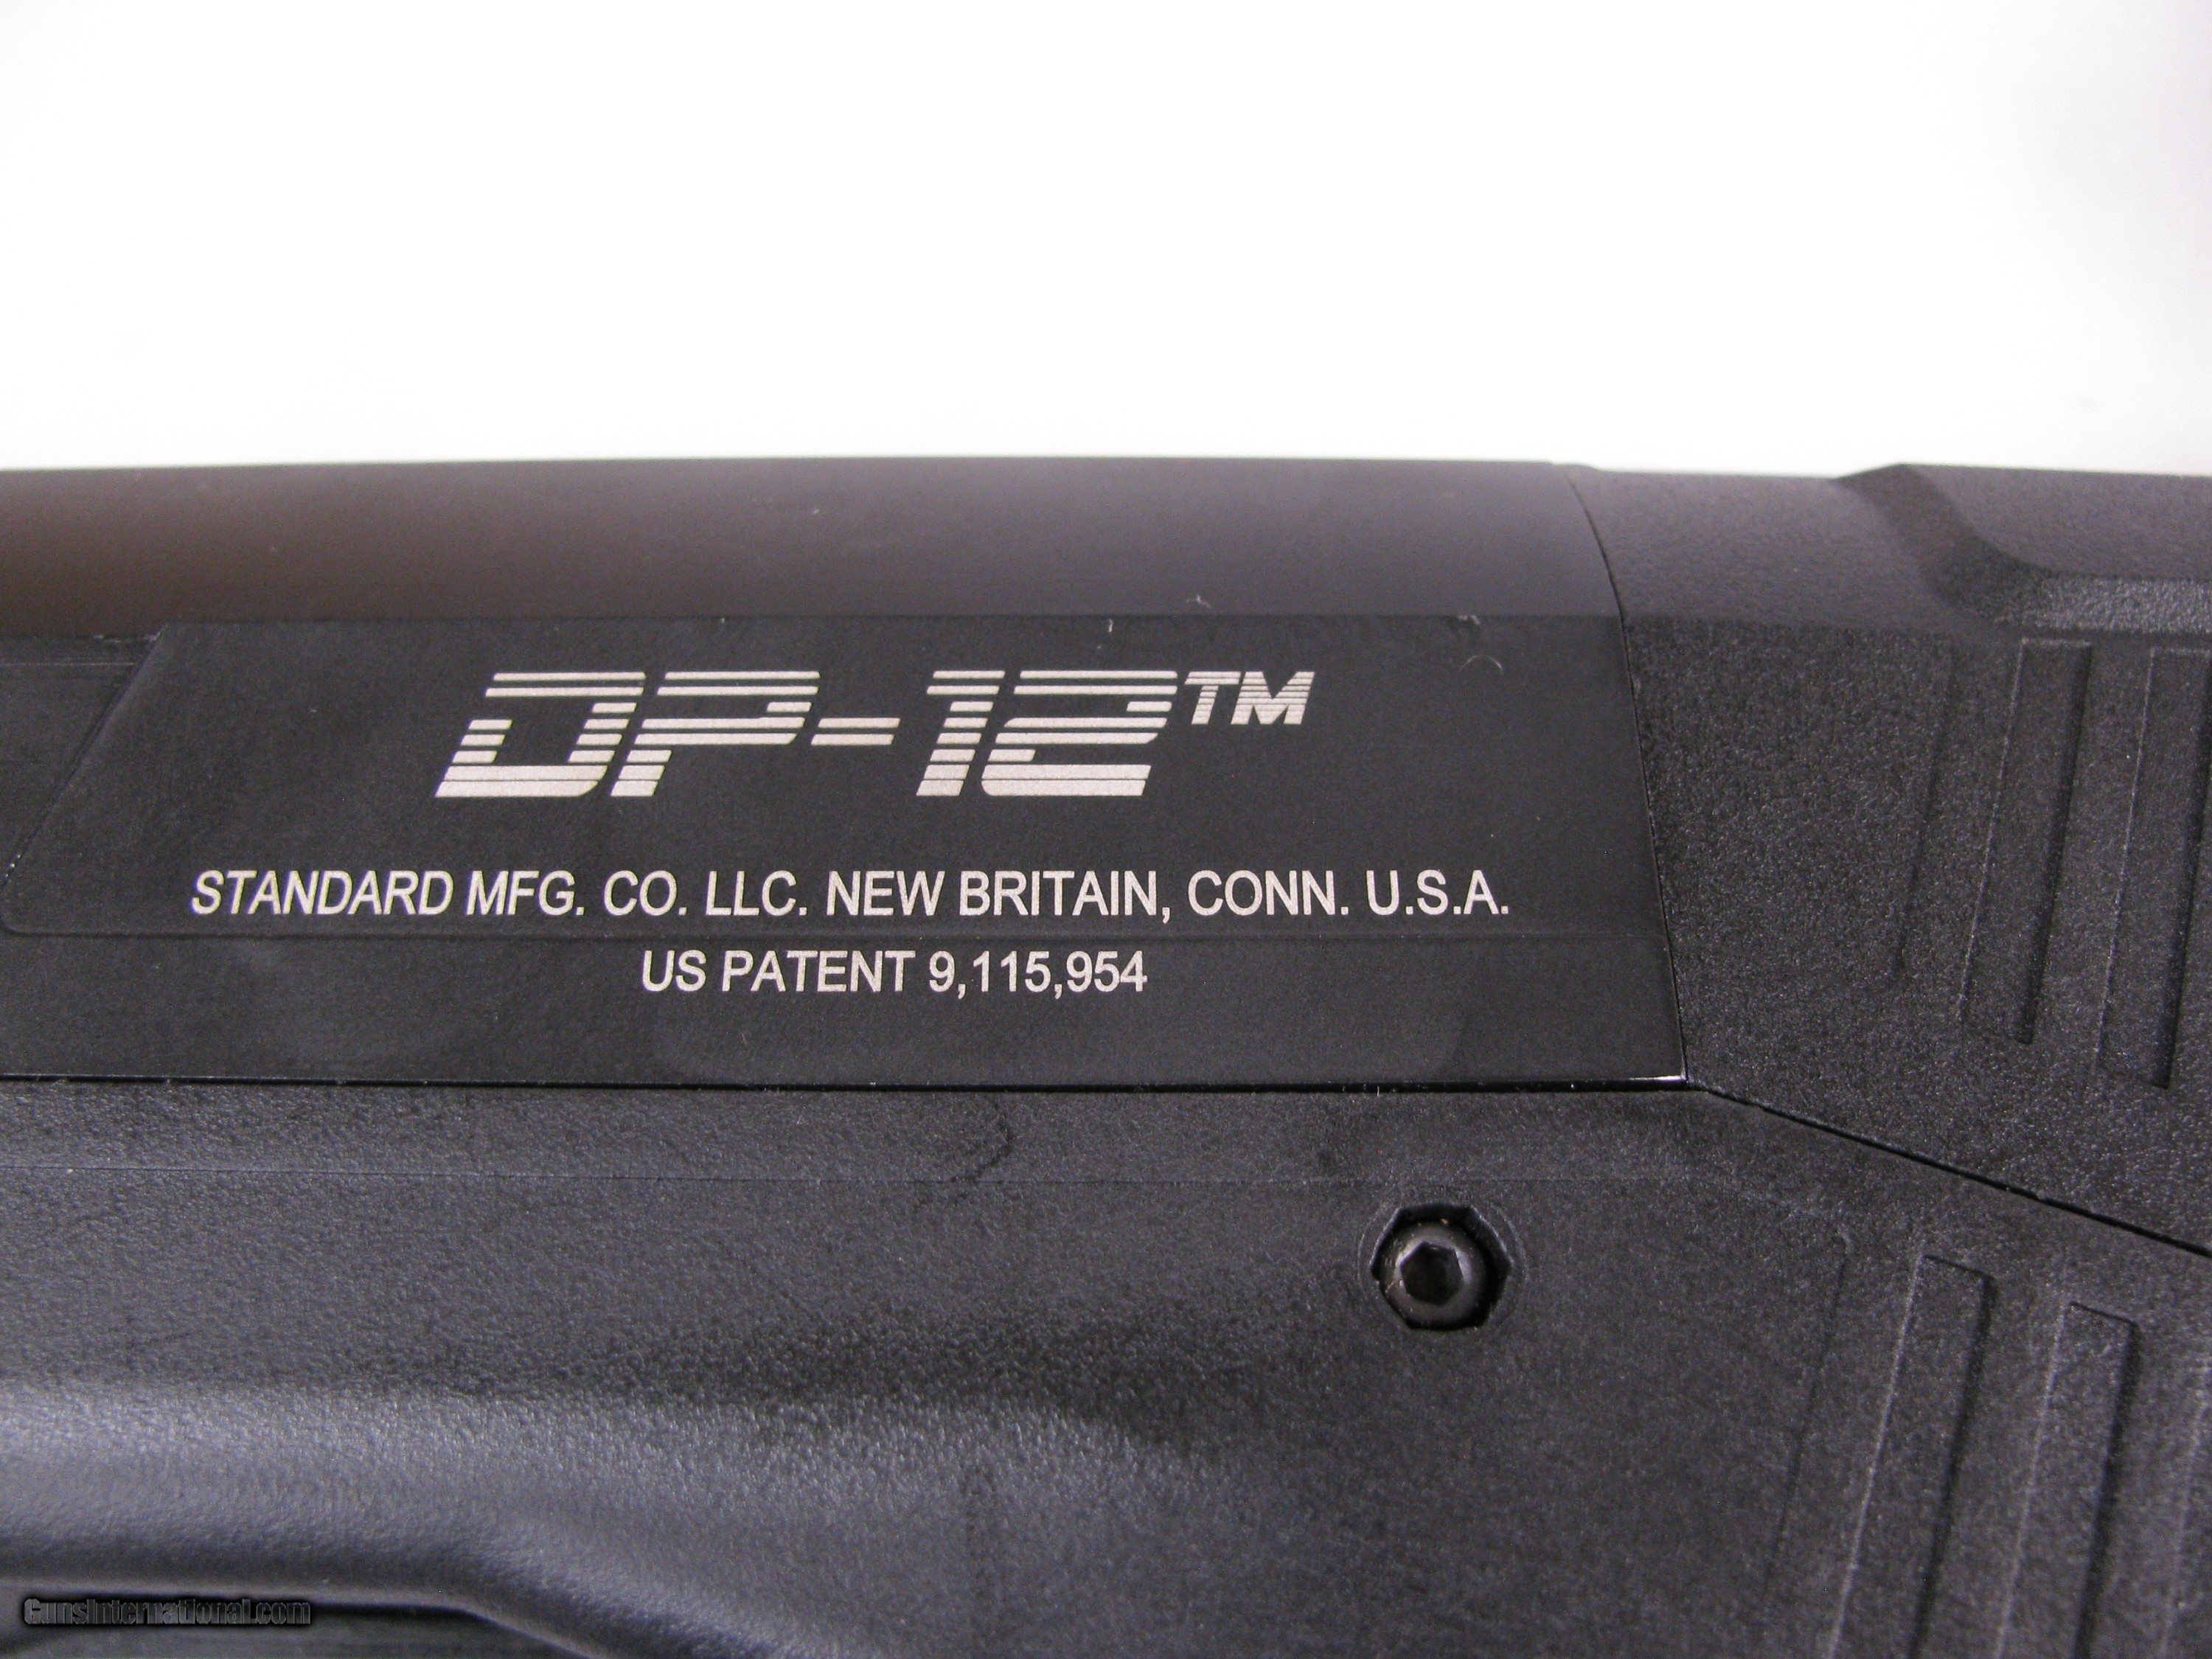 DP-12™
STANDARD MFG. CO. LLC. NEW BRITAIN, CONN. U.S.A.
US PATENT 9,115,954
GunsInternational.com